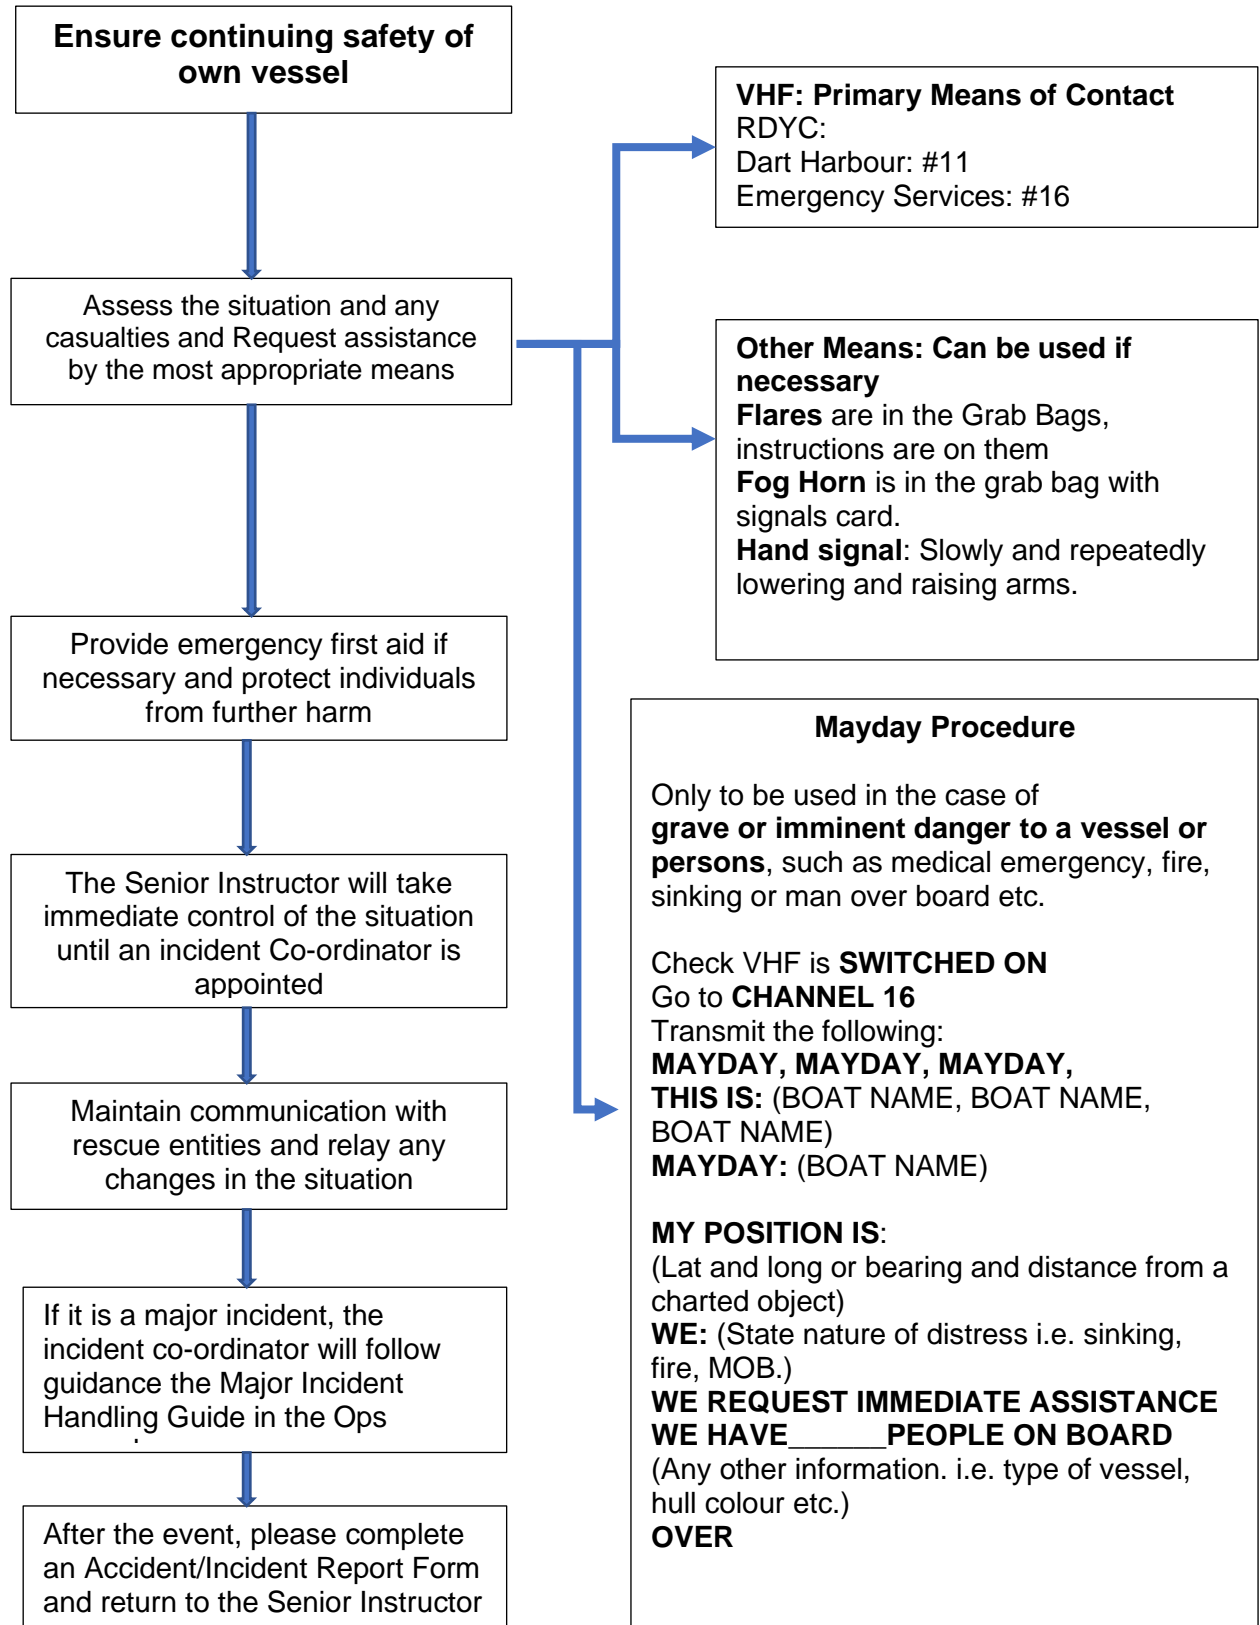 Ensure continuing safety of
own vessel
Assess the situation and any
casualties and Request assistance
by the most appropriate means
Provide emergency first aid if
necessary and protect individuals
from further harm
The Senior Instructor will take
immediate control of the situation
until an incident Co-ordinator is
appointed
Maintain communication with
rescue entities and relay any
changes in the situation
If it is a major incident, the
incident co-ordinator will follow
guidance the Major Incident
Handling Guide in the Ops
After the event, please complete
an Accident/Incident Report Form
and return to the Senior Instructor
VHF: Primary Means of Contact
RDYC:
Dart Harbour: #11
Emergency Services: #16
Other Means: Can be used if
necessary
Flares are in the Grab Bags,
instructions are on them
Fog Horn is in the grab bag with
signals card.
Hand signal: Slowly and repeatedly
lowering and raising arms.
Mayday Procedure
Only to be used in the case of
grave or imminent danger to a vessel or
persons, such as medical emergency, fire,
sinking or man over board etc.
Check VHF is SWITCHED ON
Go to CHANNEL 16
Transmit the following:
MAYDAY, MAYDAY, MAYDAY,
THIS IS: (BOAT NAME, BOAT NAME,
BOAT NAME)
MAYDAY: (BOAT NAME)
MY POSITION IS:
(Lat and long or bearing and distance from a
charted object)
WE: (State nature of distress i.e. sinking,
fire, MOB.)
WE REQUEST IMMEDIATE ASSISTANCE
WE HAVE______PEOPLE ON BOARD
(Any other information. i.e. type of vessel,
hull colour etc.)
OVER